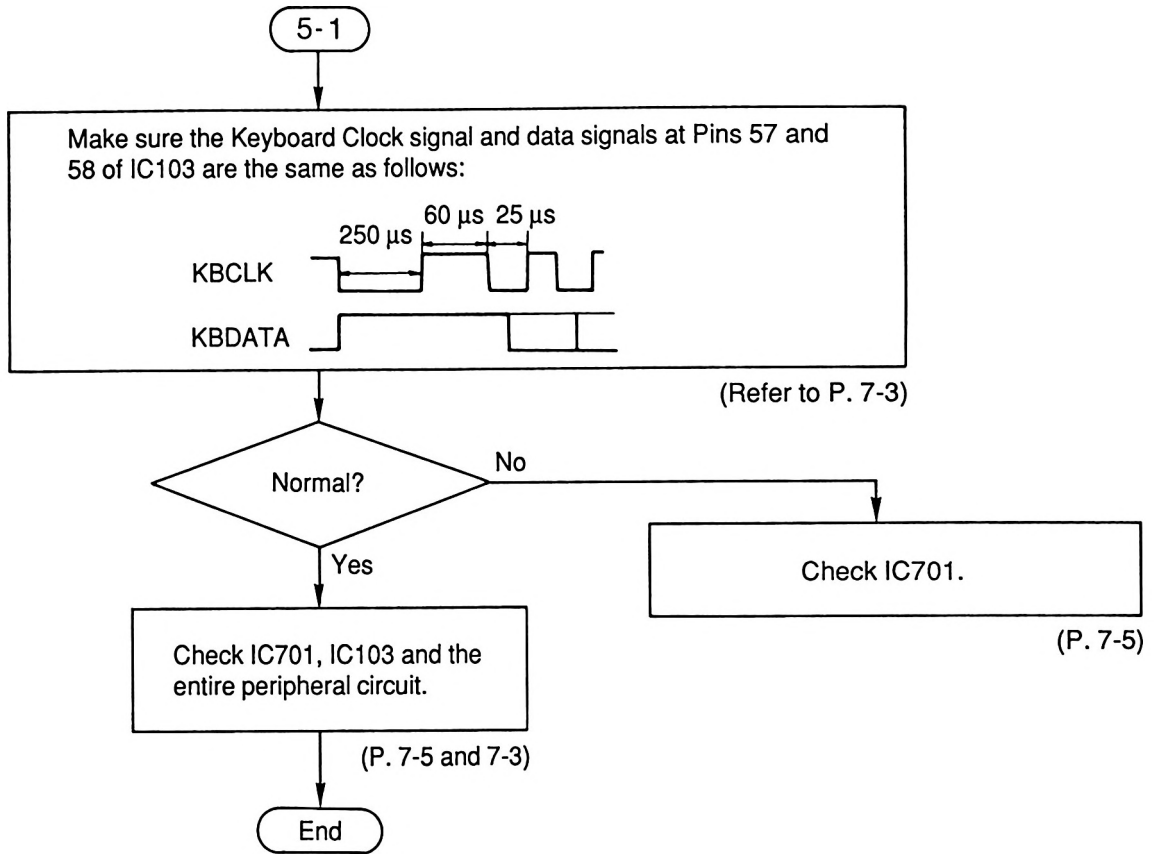 5-1
Make sure the Keyboard Clock signal and data signals at Pins 57 and
58 of IC103 are the same as follows:
60 µs 25 µs
250 µs
KBCLK
KBDATA
(Refer to P. 7-3)
Normal?
No
Yes
Check IC701.
(P. 7-5)
Check IC701, IC103 and the
entire peripheral circuit.
(P. 7-5 and 7-3)
End